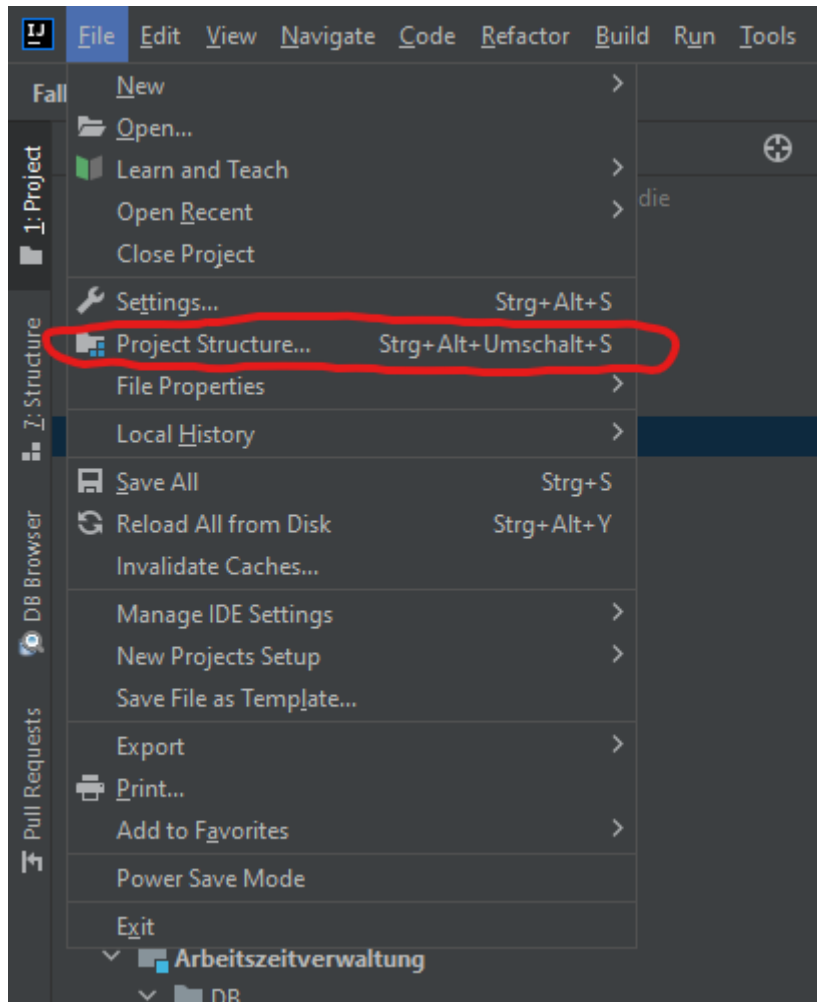 IJ File Edit View Navigate Code Refactor Build Run Tools
Fall
New
Open...
Learn and Teach
die
Open Recent
Close Project
Settings... Strg+Alt+S
Project Structure... Strg+Alt+Umschalt+S
File Properties
Local History
Save All Strg+S
Reload All from Disk Strg+Alt+Y
Invalidate Caches...
Manage IDE Settings
New Projects Setup
Save File as Template...
Export
Print...
Add to Favorites
Power Save Mode
Exit
Arbeitszeitverwaltung
DB
1: Project
7: Structure
DB Browser
Pull Requests